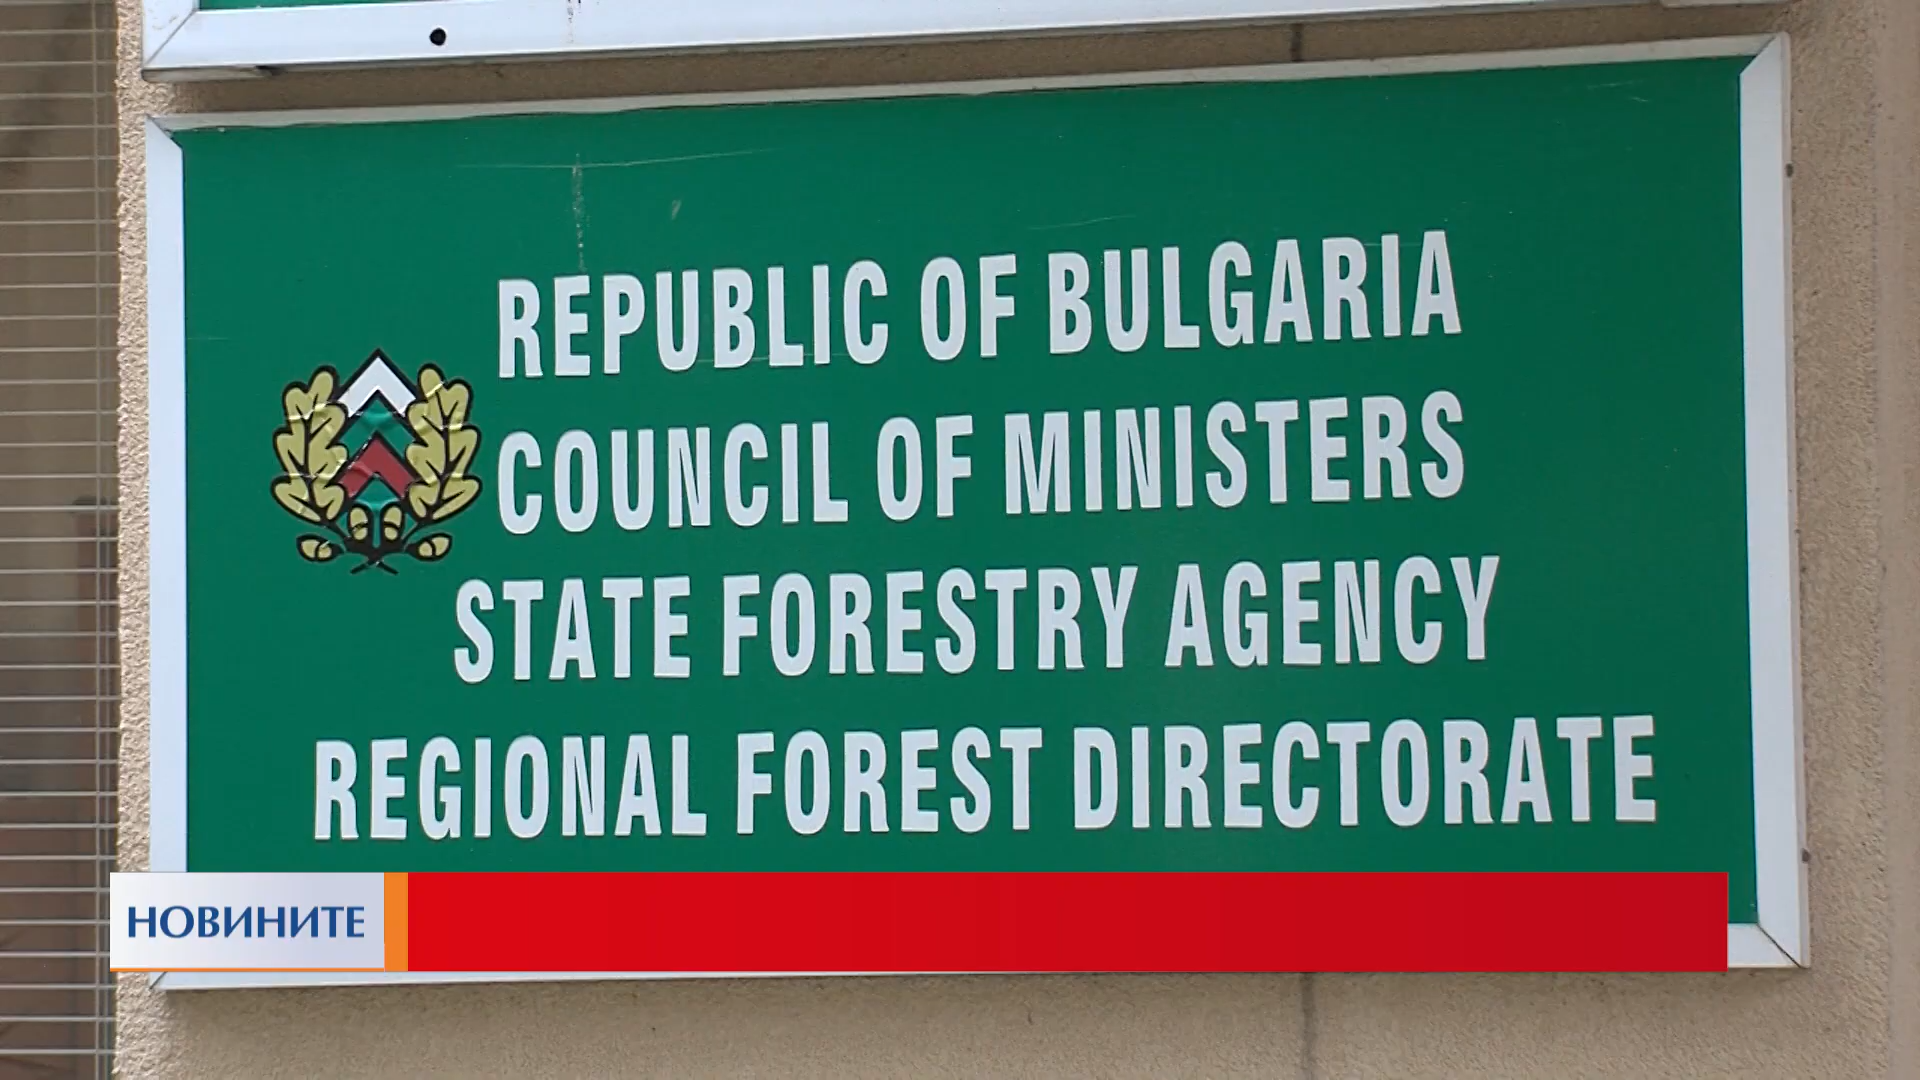 REPUBLIC OF BULGARIA
COUNCIL OF MINISTERS
STATE FORESTRY AGENCY
REGIONAL FOREST DIRECTORATE
НОВИНИТЕ